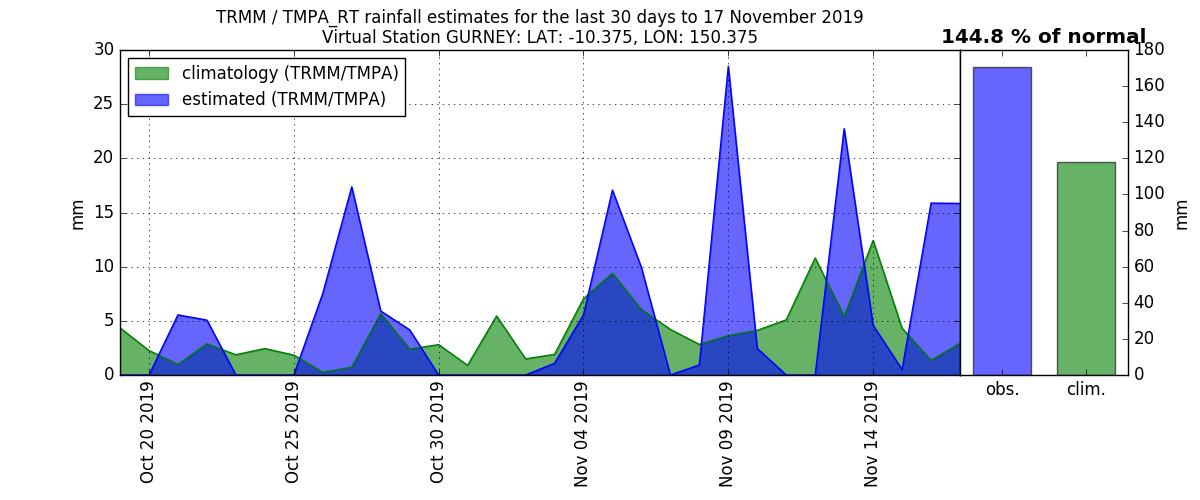 TRMM / TMPA_RT rainfall estimates for the last 30 days to 17 November 2019
Virtual Station GURNEY: LAT: -10.375, LON: 150.375
144.8 % of normal
climatology (TRMM/TMPA)
estimated (TRMM/TMPA)
30
25
20
15
10
5
0
mm
Oct 20 2019
Oct 25 2019
Oct 30 2019
Nov 04 2019
Nov 09 2019
Nov 14 2019
obs.
clim.
180
160
140
120
100
80
60
40
20
0
mm